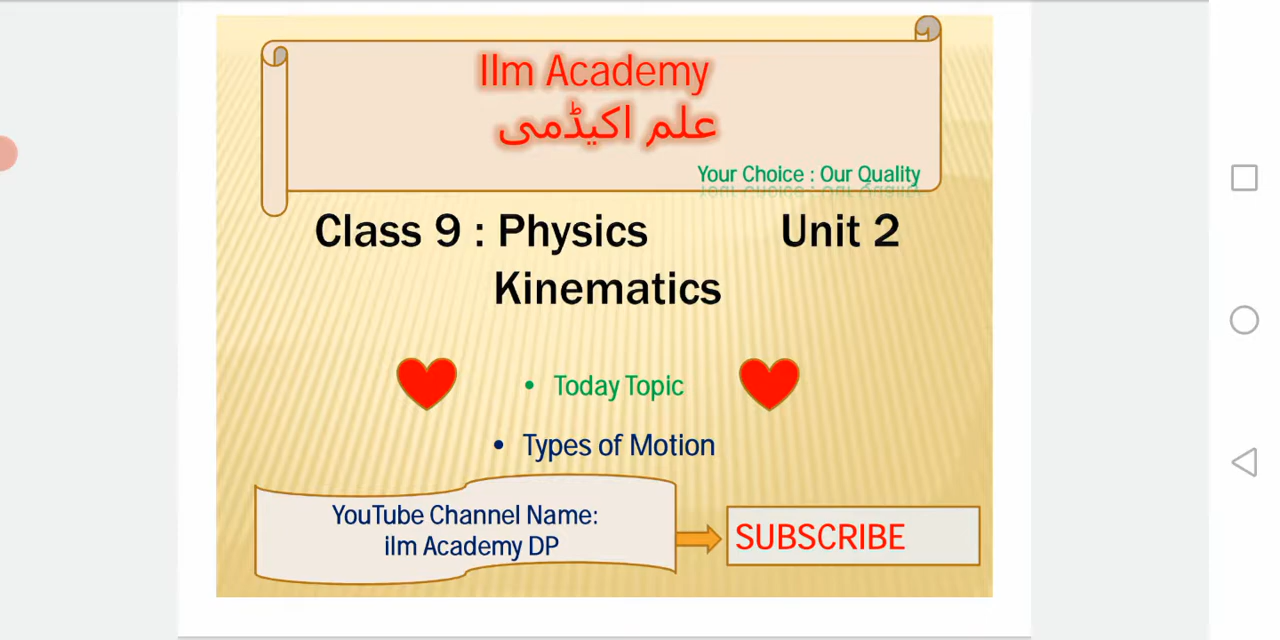 Ilm Academy
علم اکیڈمی
Your Choice : Our Quality
Class 9 : Physics Unit 2
Kinematics
• Today Topic
• Types of Motion
YouTube Channel Name:
ilm Academy DP
SUBSCRIBE